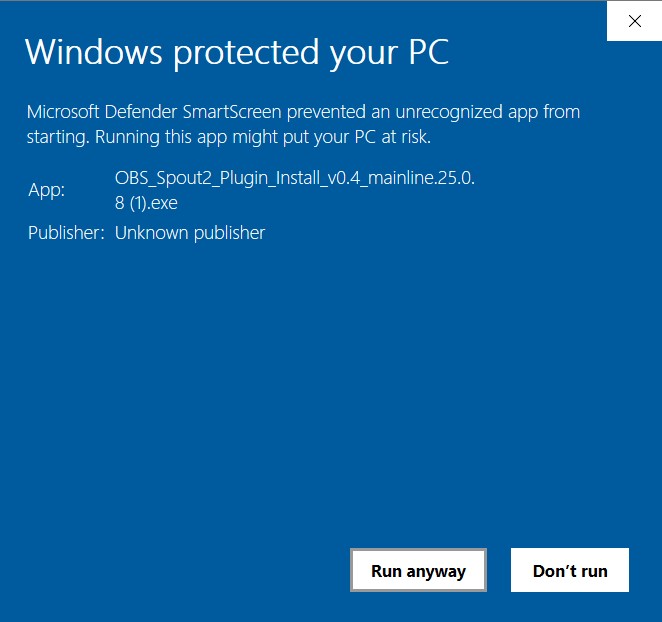 Windows protected your PC
Microsoft Defender SmartScreen prevented an unrecognized app from
starting. Running this app might put your PC at risk.
App: OBS_Spout2_Plugin_Install_v0.4_mainline.25.0.
8 (1).exe
Publisher: Unknown publisher
Run anyway
Don't run